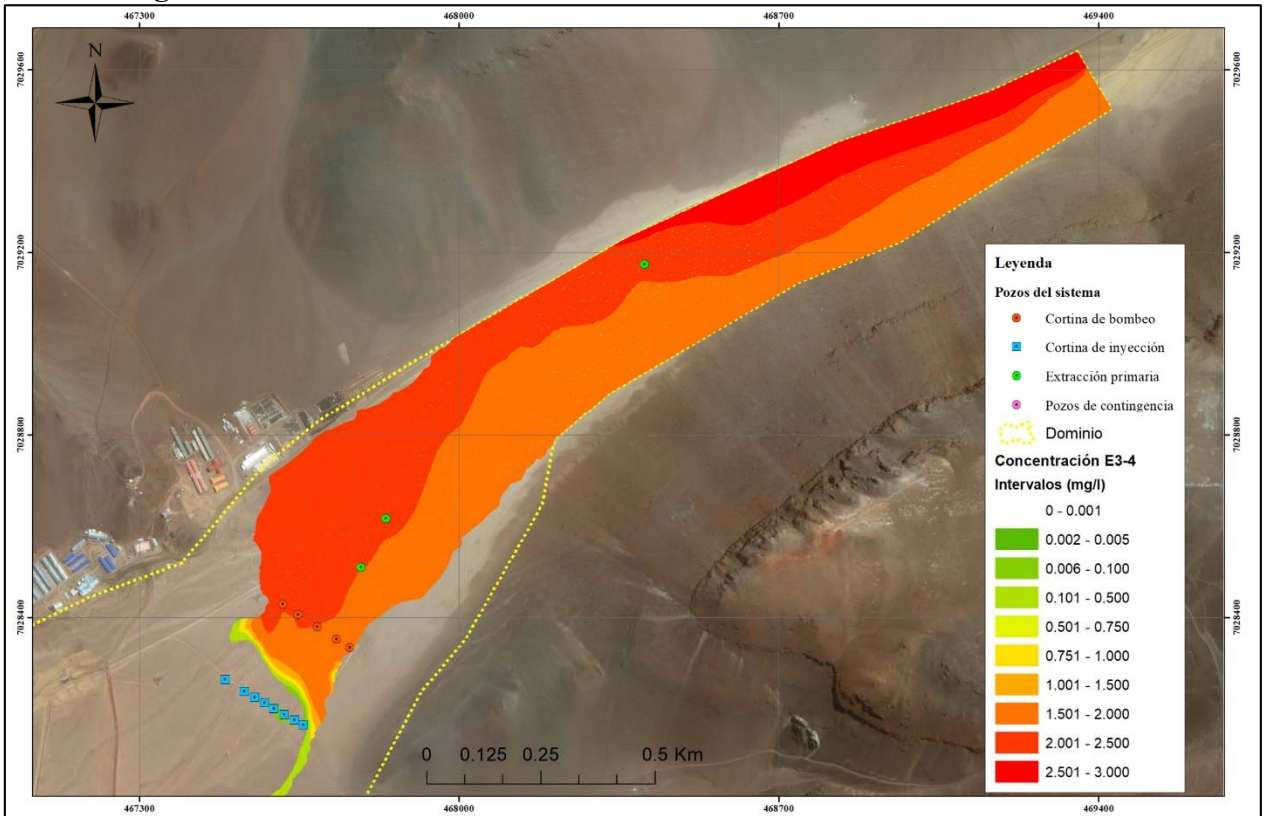 467300 468000 468700 469400
N
7029600 7029600
7029200 7029200
7028800 7028800
7028400 7028400
Leyenda
Pozos del sistema
Cortina de bombeo
Cortina de inyección
Extracción primaria
Pozos de contingencia
Dominio
Concentración E3-4
Intervalos (mg/l)
0 - 0.001
0.002 - 0.005
0.006 - 0.100
0.101 - 0.500
0.501 - 0.750
0.751 - 1.000
1.001 - 1.500
1.501 - 2.000
2.001 - 2.500
2.501 - 3.000
0 0.125 0.25 0.5 Km
467300 468000 468700 469400